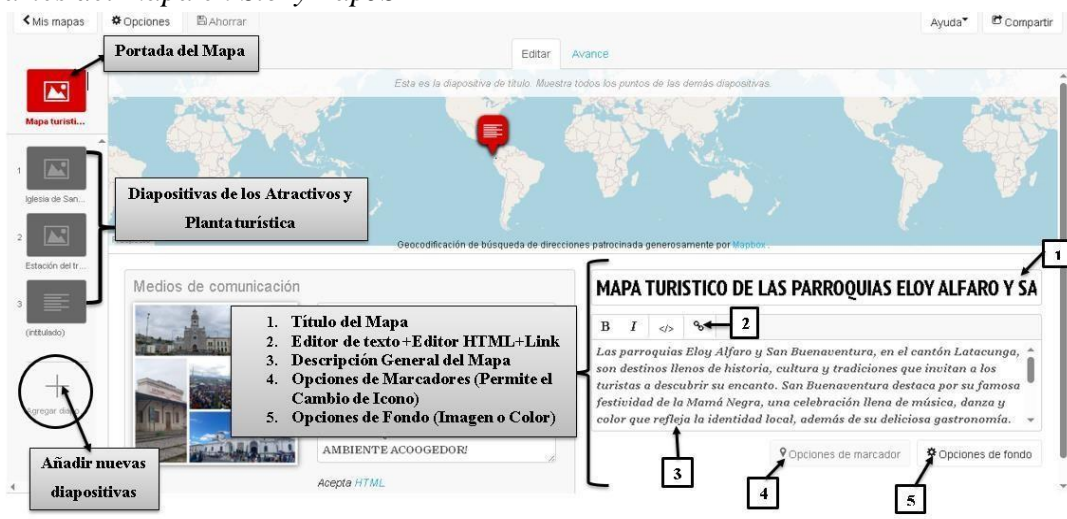 Mis mapas
Opciones
Ahorrar
Ayuda
Compartir
Portada del Mapa
Editar
Avance
Esta es la diapositiva de título. Muestra todos los puntos de las demás diapositivas.
Mapa turisti...
1
Iglesia de San...
Diapositivas de los Atractivos y
Planta turística
2
Estación del tr...
Geocodificación de búsqueda de direcciones patrocinada generosamente por Mapbox .
3
(intitulado)
Agregar diapo
Añadir nuevas
diapositivas
Medios de comunicación
1. Título del Mapa
2. Editor de texto+Editor HTML+Link
3. Descripción General del Mapa
4. Opciones de Marcadores (Permite el
Cambio de Icono)
5. Opciones de Fondo (Imagen o Color)
AMBIENTE ACOOGEDOR!
Acepta HTML
1
MAPA TURISTICO DE LAS PARROQUIAS ELOY ALFARO Y SA
B I </>
2
Las parroquias Eloy Alfaro y San Buenaventura, en el cantón Latacunga,
son destinos llenos de historia, cultura y tradiciones que invitan a los
turistas a descubrir su encanto. San Buenaventura destaca por su famosa
festividad de la Mamá Negra, una celebración llena de música, danza y
color que refleja la identidad local, además de su deliciosa gastronomía.
Opciones de marcador
Opciones de fondo
3
4
5